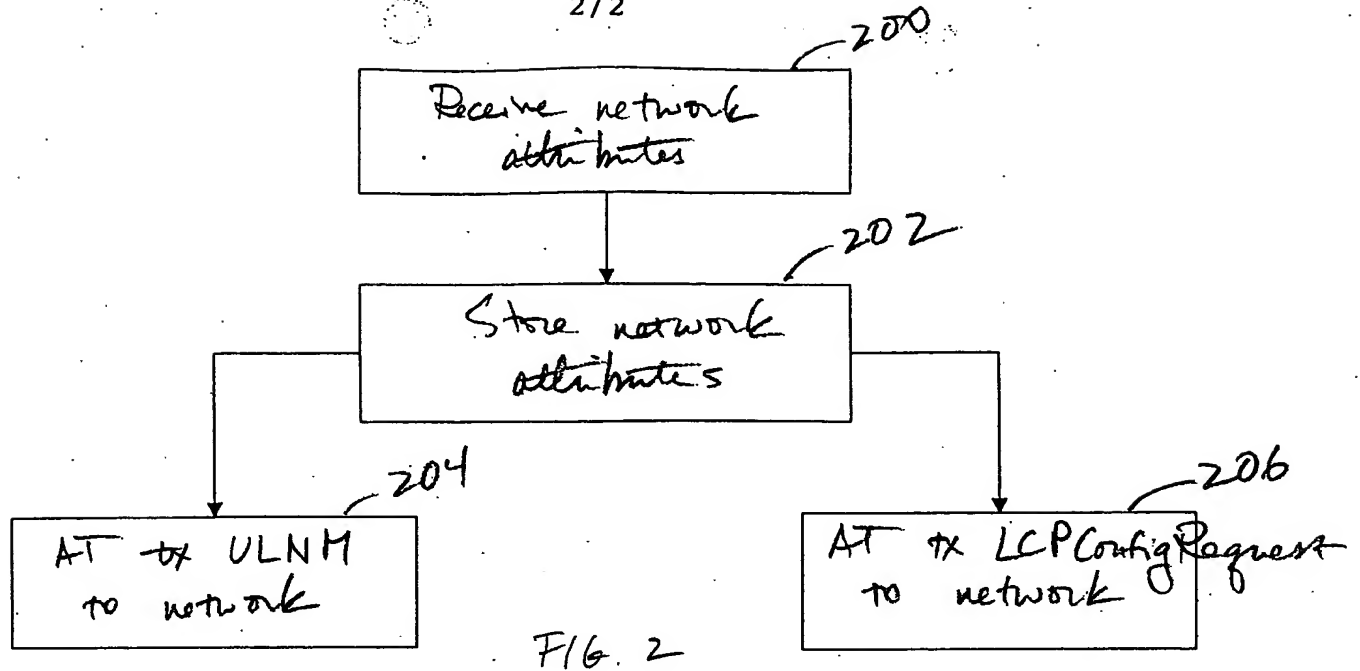 2/2
200
Receive network
attributes
202
Store network
attributes
204
AT tx ULNM
to network
206
AT tx LCPConfigRequest
to network
FIG. 2